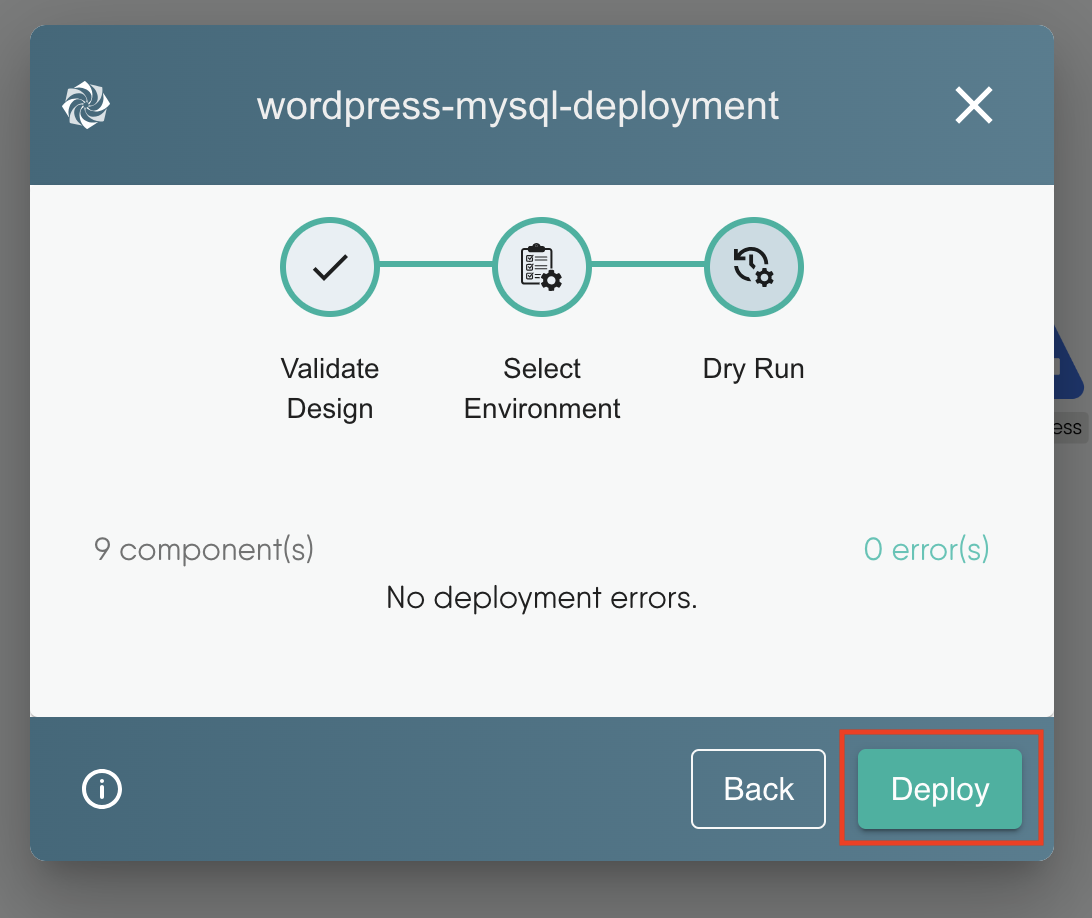 wordpress-mysql-deployment
Validate
Design
Select
Environment
Dry Run
ess
9 component(s)
0 error(s)
No deployment errors.
Back
Deploy